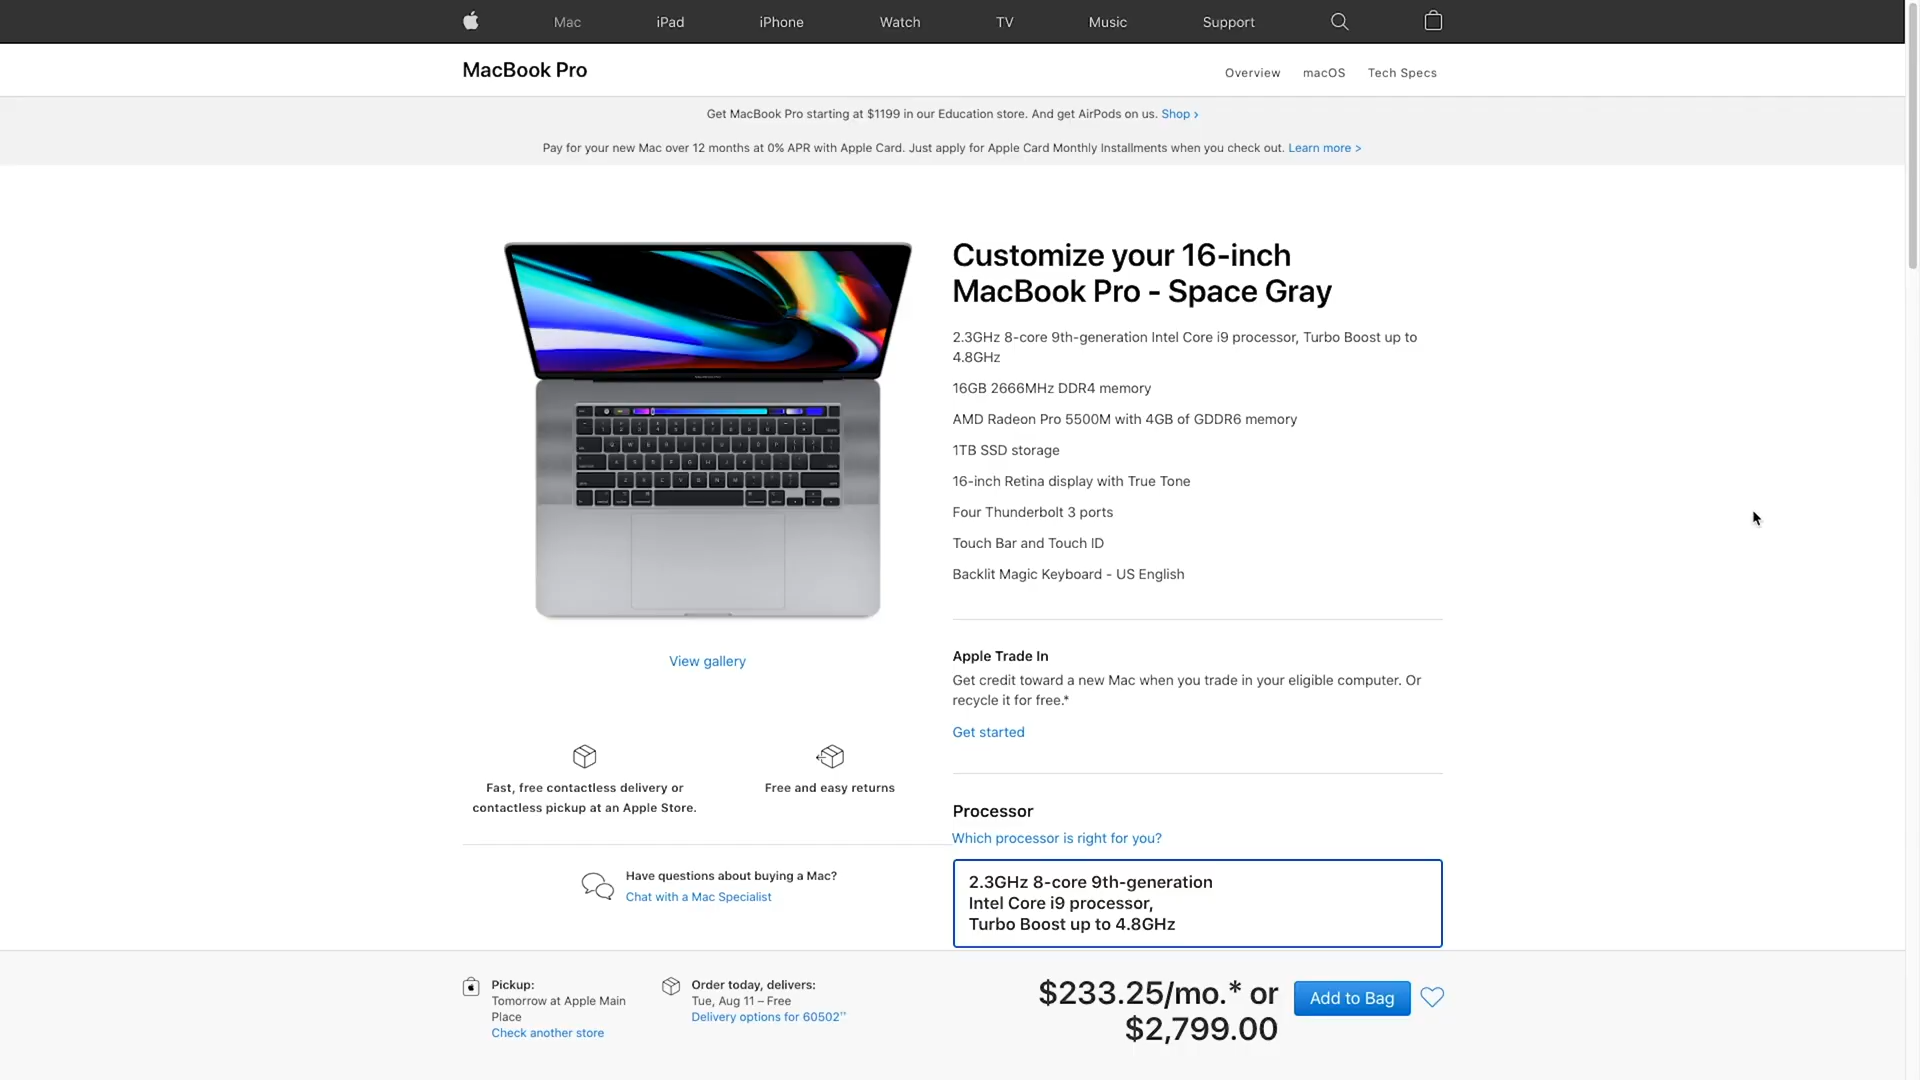 Mac
iPad
iPhone
Watch
TV
Music
Support
MacBook Pro
Overview
macOS
Tech Specs
Get MacBook Pro starting at $1199 in our Education store. And get AirPods on us. Shop ›
Pay for your new Mac over 12 months at 0% APR with Apple Card. Just apply for Apple Card Monthly Installments when you check out. Learn more >
Customize your 16-inch
MacBook Pro - Space Gray
2.3GHz 8-core 9th-generation Intel Core i9 processor, Turbo Boost up to
4.8GHz
16GB 2666MHz DDR4 memory
AMD Radeon Pro 5500M with 4GB of GDDR6 memory
1TB SSD storage
16-inch Retina display with True Tone
Four Thunderbolt 3 ports
Touch Bar and Touch ID
Backlit Magic Keyboard - US English
View gallery
Apple Trade In
Get credit toward a new Mac when you trade in your eligible computer. Or
recycle it for free.*
Get started
Fast, free contactless delivery or
contactless pickup at an Apple Store.
Free and easy returns
Have questions about buying a Mac?
Chat with a Mac Specialist
Processor
Which processor is right for you?
2.3GHz 8-core 9th-generation
Intel Core i9 processor,
Turbo Boost up to 4.8GHz
Pickup:
Tomorrow at Apple Main
Place
Check another store
Order today, delivers:
Tue, Aug 11 – Free
Delivery options for 60502††
$233.25/mo.* or
$2,799.00
Add to Bag